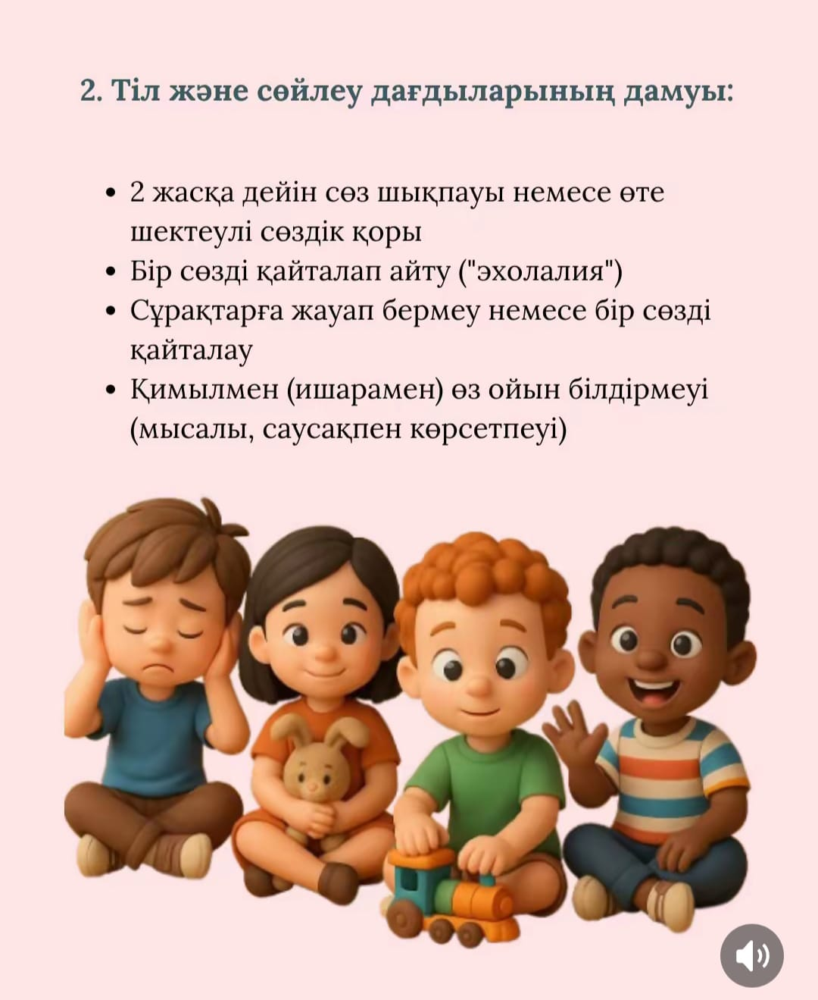 2. Тіл және сөйлеу дағдыларының дамуы:
• 2 жасқа дейін сөз шықпауы немесе өте
шектеулі сөздік қоры
• Бір сөзді қайталап айту ("эхолалия")
• Сұрақтарға жауап бермеу немесе бір сөзді
қайталау
• Қимылмен (ишарамен) өз ойын білдірмеуі
(мысалы, саусақпен көрсетпеуі)